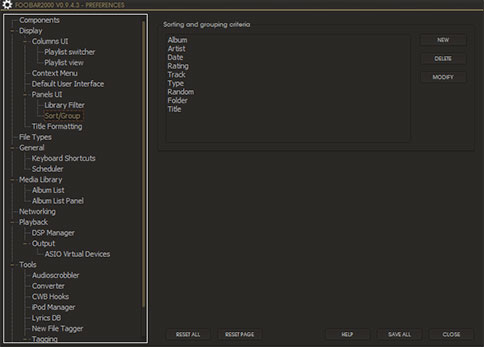 FOOBAR2000 V0.9.4.3 - PREFERENCES
Components
Display
Columns UI
Playlist switcher
Playlist view
Context Menu
Default User Interface
Panels UI
Library Filter
Sort/Group
Title Formatting
File Types
General
Keyboard Shortcuts
Scheduler
Media Library
Album List
Album List Panel
Networking
Playback
DSP Manager
Output
ASIO Virtual Devices
Tools
Audioscrobbler
Converter
CWB Hooks
iPod Manager
Lyrics DB
New File Tagger
Tagging
Sorting and grouping criteria
Album
Artist
Date
Rating
Track
Type
Random
Folder
Title
NEW
DELETE
MODIFY
RESET ALL
RESET PAGE
HELP
SAVE ALL
CLOSE